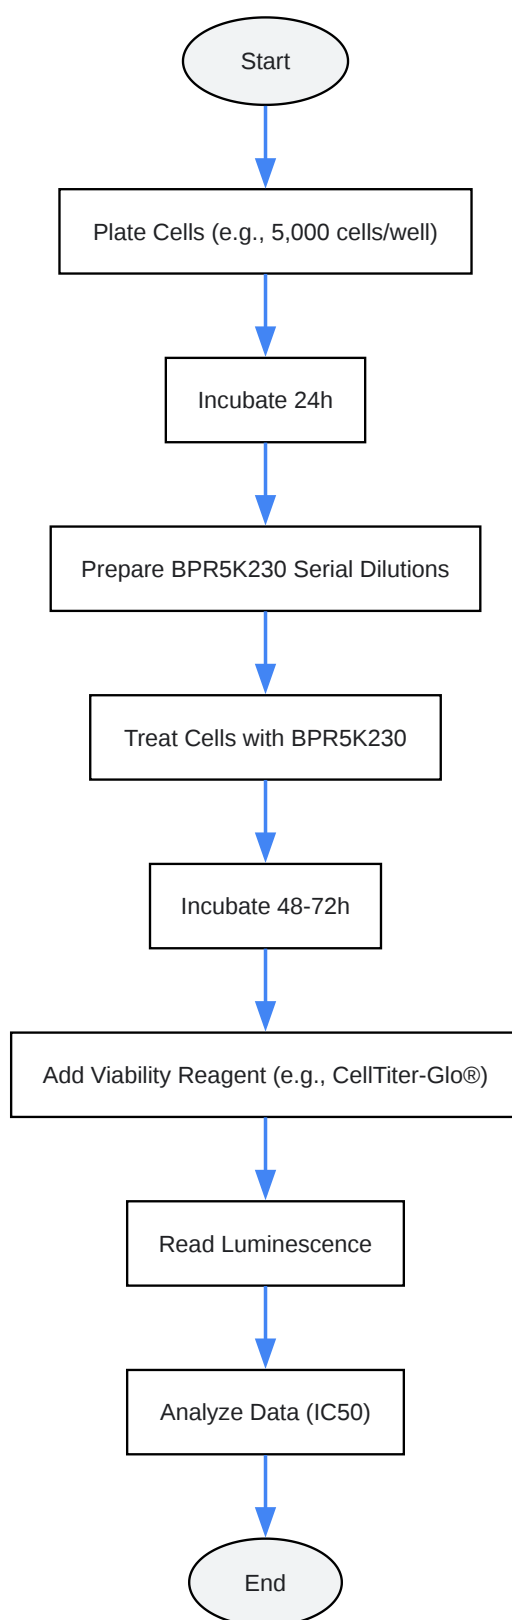 Start
Plate Cells (e.g., 5,000 cells/well)
Incubate 24h
Prepare BPR5K230 Serial Dilutions
Treat Cells with BPR5K230
Incubate 48-72h
Add Viability Reagent (e.g., CellTiter-Glo®)
Read Luminescence
Analyze Data (IC50)
End